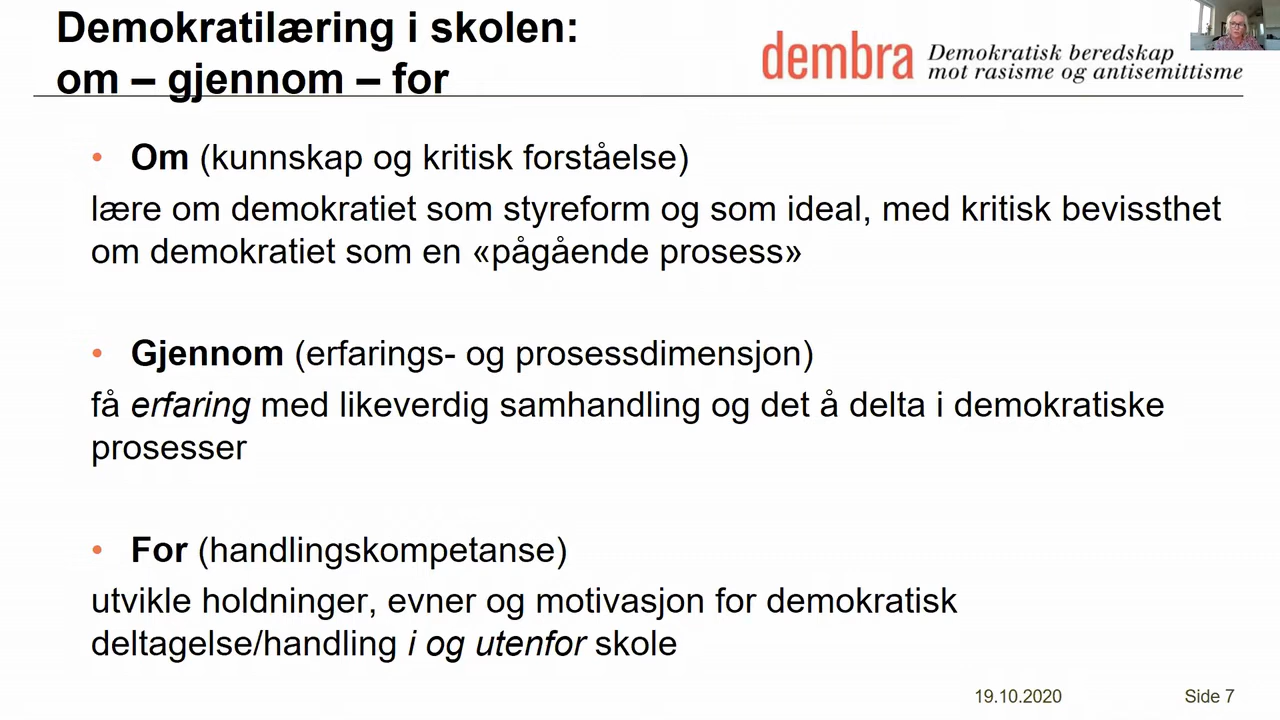 Demokratilæring i skolen:
om – gjennom – for
dembra
Demokratisk beredskap
mot rasisme og antisemittisme
• Om (kunnskap og kritisk forståelse)
lære om demokratiet som styreform og som ideal, med kritisk bevissthet
om demokratiet som en «pågående prosess»
• Gjennom (erfarings- og prosessdimensjon)
få erfaring med likeverdig samhandling og det å delta i demokratiske
prosesser
• For (handlingskompetanse)
utvikle holdninger, evner og motivasjon for demokratisk
deltagelse/handling i og utenfor skole
19.10.2020
Side 7